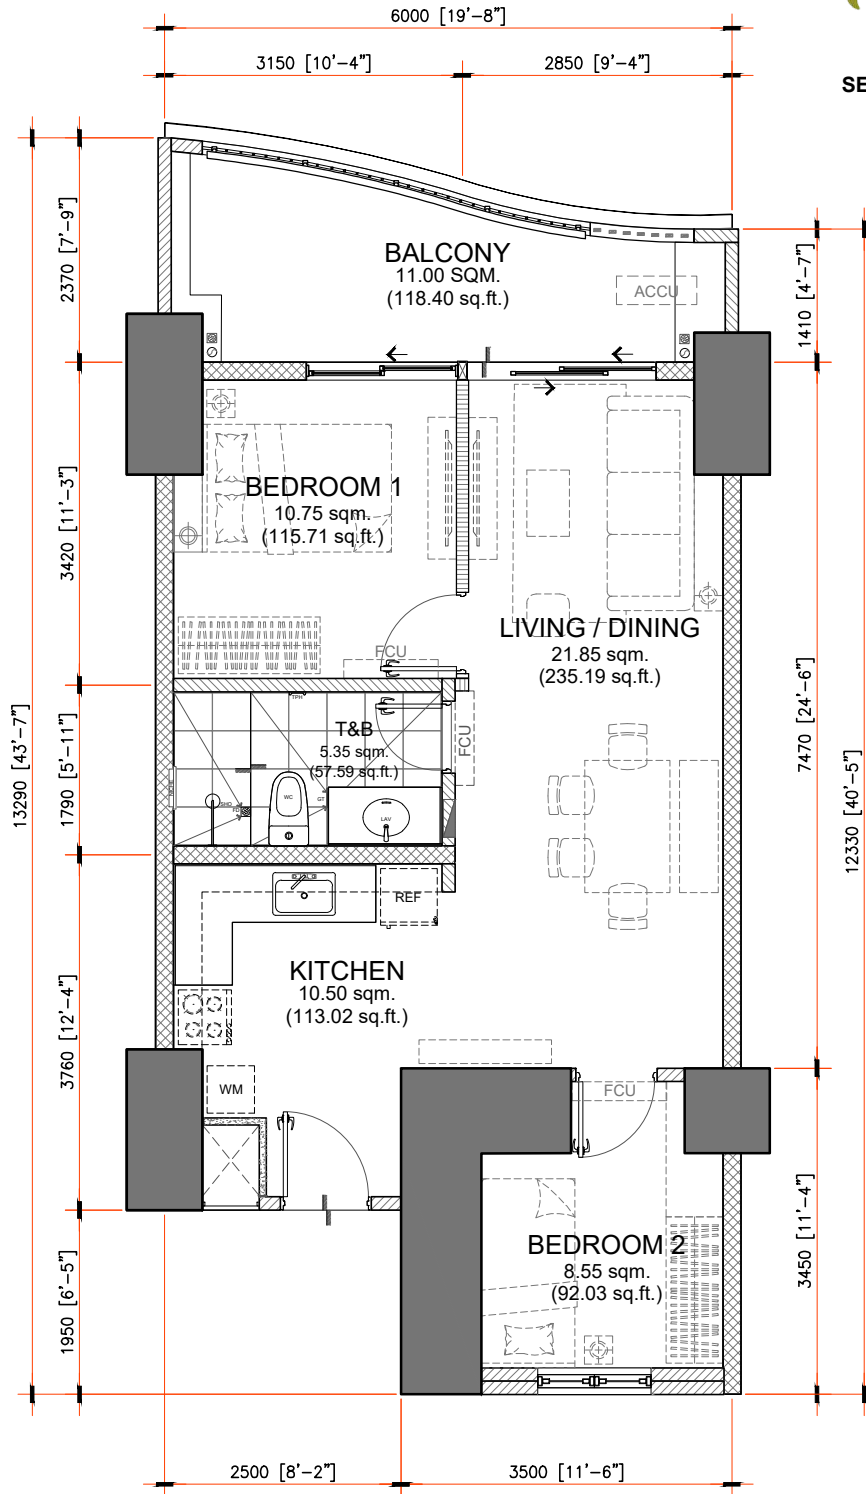 6000 [19'-8"]
3150 [10'-4"]
2850 [9'-4"]
SE
2370 [7'-9"]
1410 [4'-7"]
BALCONY
11.00 SQM.
(118.40 sq.ft.)
ACCU
3420 [11'-3"]
BEDROOM 1
10.75 sqm.
(115.71 sq.ft.)
LIVING / DINING
21.85 sqm.
(235.19 sq.ft.)
FCU
7470 [24'-6"]
13290 [43'-7"]
1790 [5'-11"]
TPH
T&B
5.35 sqm.
(57.59 sq.ft.)
FCU
NICHE
SHO
FD
WC
GT
LAV
12330 [40'-5"]
REF
KITCHEN
10.50 sqm.
(113.02 sq.ft.)
3760 [12'-4"]
WM
FCU
3450 [11'-4"]
BEDROOM 2
8.55 sqm.
(92.03 sq.ft.)
1950 [6'-5"]
2500 [8'-2"]
3500 [11'-6"]